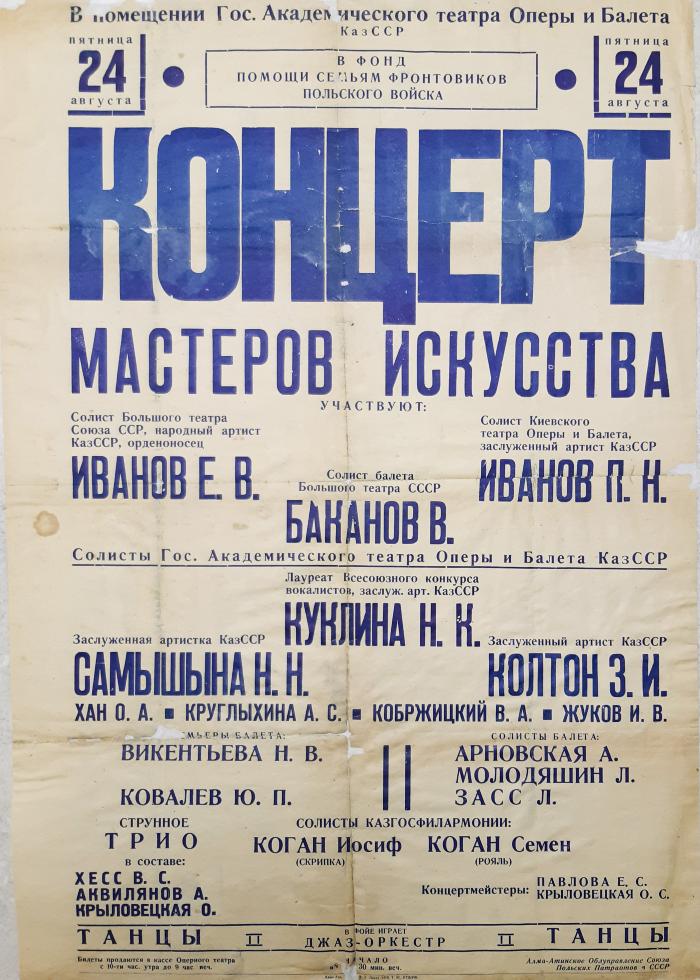 В помещении Гос. Академического театра Оперы и Балета
КазССР
пятница
24
августа
В ФОНД
ПОМОЩИ СЕМЬЯМ ФРОНТОВИКОВ
ПОЛЬСКОГО ВОЙСКА
пятница
24
августа
КОНЦЕРТ
МАСТЕРОВ ИСКУССТВА
УЧАСТВУЮТ:
Солист Большого театра
Союза ССР, народный артист
КазССР, орденоносец
ИВАНОВ Е. В.
Солист балета
Большого театра СССР
БАКАНОВ В.
Солист Киевского
театра Оперы и Балета,
заслуженный артист КазССР
ИВАНОВ П. Н.
Солисты Гос. Академического театра Оперы и Балета КазССР
Лауреат Всесоюзного конкурса
вокалистов, заслуж. арт. КазССР
КУКЛИНА Н. К.
Заслуженная артистка КазССР
САМЫШЫНА Н. Н.
Заслуженный артист КазССР
КОЛТОН З. И.
ХАН О. А. ■ КРУГЛЫХИНА А. С. ■ КОБРЖИЦКИЙ В. А. ■ ЖУКОВ И. В.
БАЛЕТА:
ВИКЕНТЬЕВА Н. В.
КОВАЛЕВ Ю. П.
СОЛИСТЫ БАЛЕТА:
АРНОВСКАЯ А.
МОЛОДЯШИН Л.
ЗАСС Л.
СТРУННОЕ
ТРИО
в составе:
ХЕСС В. С.
АКВИЛЯНОВ А.
КРЫЛОВЕЦКАЯ О.
СОЛИСТЫ КАЗГОСФИЛАРМОНИИ:
КОГАН Иосиф
(СКРИПКА)
КОГАН Семен
(РОЯЛЬ)
Концертмейстеры:
ПАВЛОВА Е. С.
КРЫЛОВЕЦКАЯ О. С.
ТАНЦЫ
В ФОЙЕ ИГРАЕТ
ДЖАЗ-ОРКЕСТР
ТАНЦЫ
Билеты продаются в кассе Оперного театра
с 10-ти час. утра до 9 час. веч.
НАЧАЛО
30 мин. веч.
Алма-Атинское Облуправление Союза
Польских Патриотов в СССР